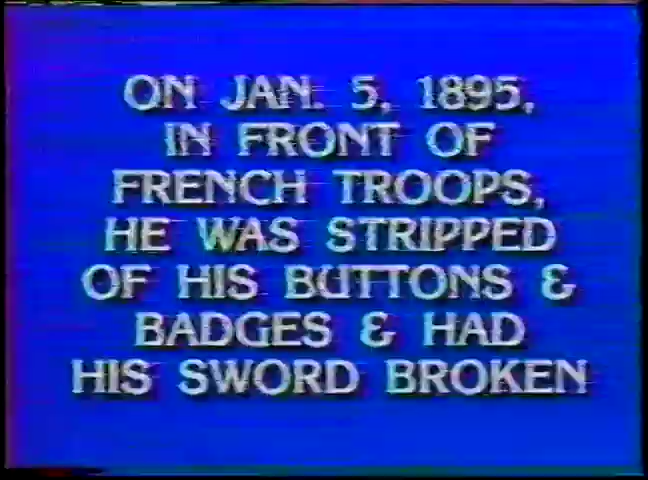 ON JAN. 5, 1895,
IN FRONT OF
FRENCH TROOPS,
HE WAS STRIPPED
OF HIS BUTTONS &
BADGES & HAD
HIS SWORD BROKEN